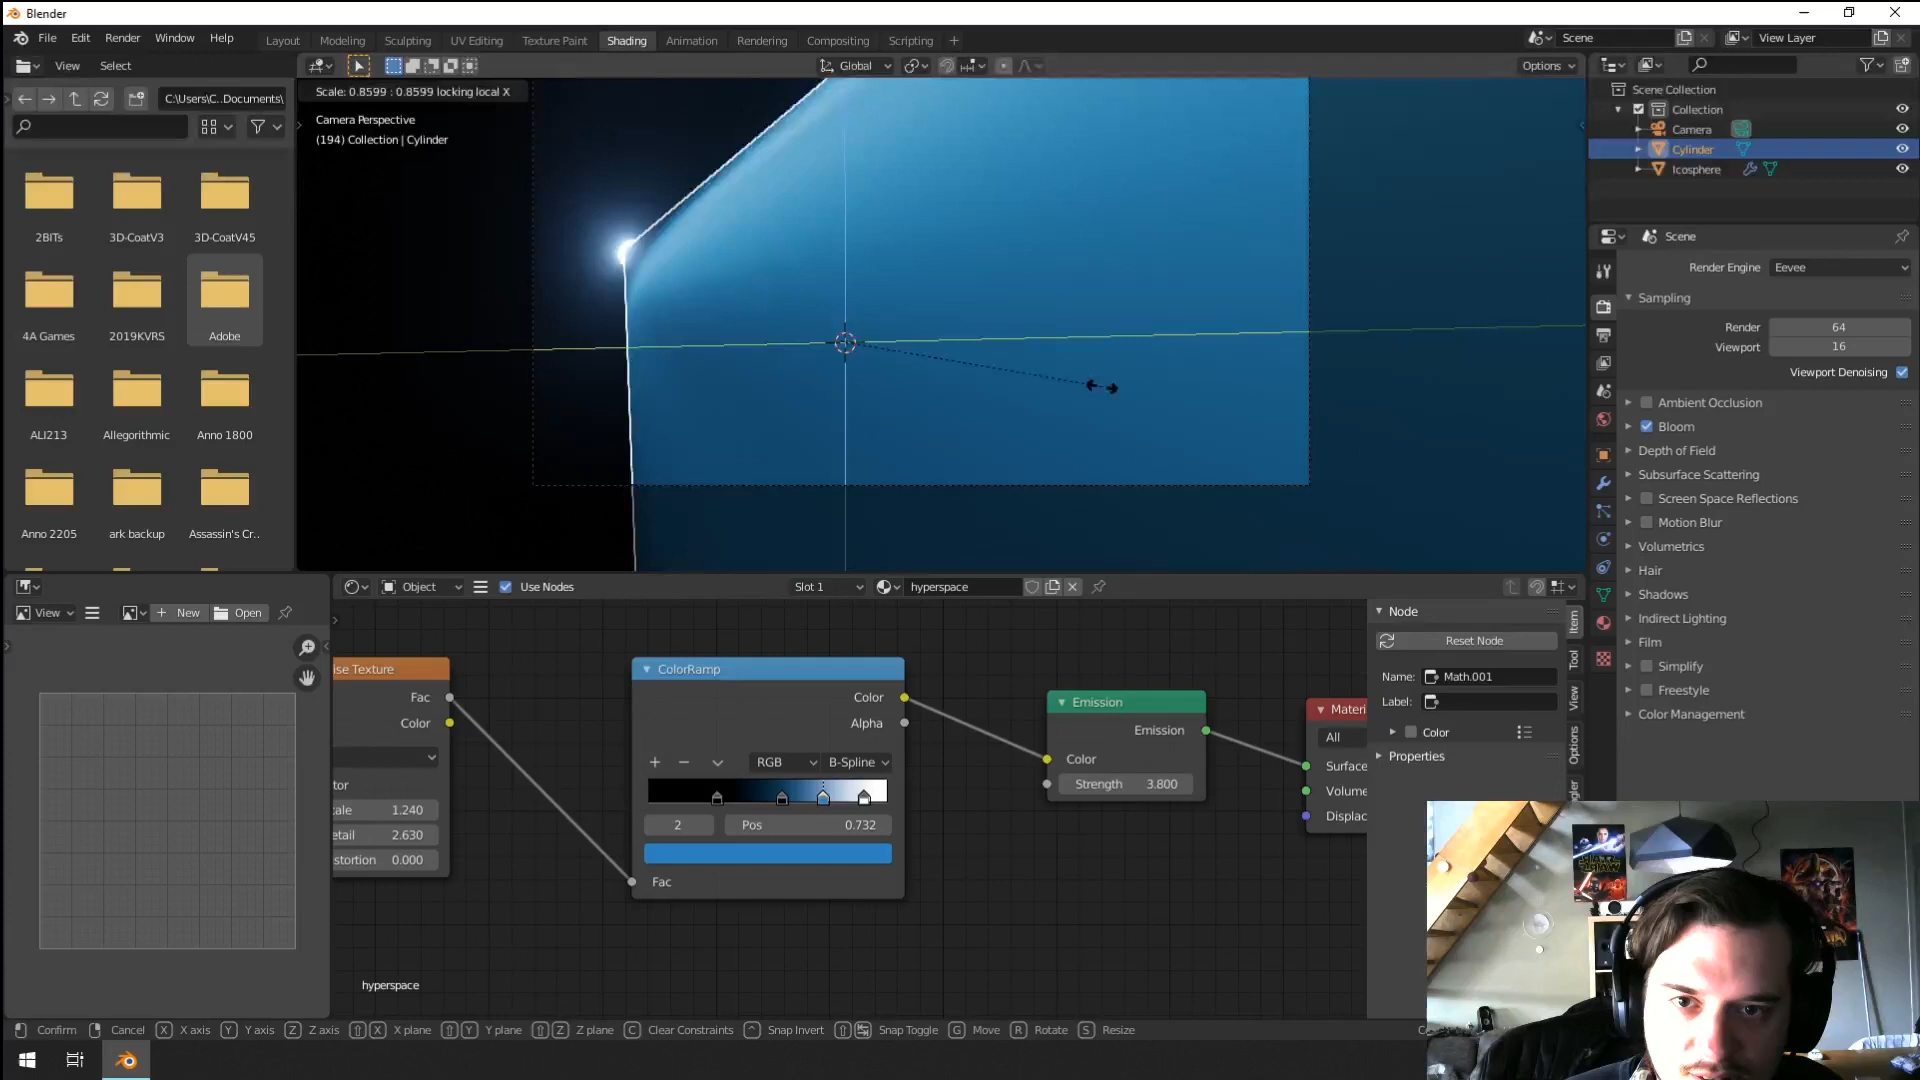 Blender
File Edit Render Window Help
Layout Modeling Sculpting UV Editing Texture Paint Shading Animation Rendering Compositing Scripting +
Scene
View Layer
View Select
Global
Options
C:\Users\C..Documents\
2BITs
3D-CoatV3
3D-CoatV45
4A Games
2019KVRS
Adobe
ALI213
Allegorithmic
Anno 1800
Anno 2205
ark backup
Assassin's Cr..
Scale: 0.8599 : 0.8599 locking local X
Camera Perspective
(194) Collection | Cylinder
Scene Collection
Collection
Camera
Cylinder
Icosphere
Scene
Render Engine Eevee
Sampling
Render 64
Viewport 16
Viewport Denoising
Ambient Occlusion
Bloom
Depth of Field
Subsurface Scattering
Screen Space Reflections
Motion Blur
Volumetrics
Hair
Shadows
Indirect Lighting
Film
Simplify
Freestyle
Color Management
View
New
Open
Object
Use Nodes
Slot 1
hyperspace
ise Texture
Fac
Color
tor
ale 1.240
etail 2.630
stortion 0.000
ColorRamp
Color
Alpha
RGB
B-Spline
2
Pos 0.732
Fac
Emission
Emission
Color
Strength 3.800
Materi
All
Surface
Volume
Displac
Node
Reset Node
Name: Math.001
Label:
Color
Properties
Item
Tool
View
Options
hyperspace
Confirm Cancel X X axis Y Y axis Z Z axis X X plane Y Y plane Z Z plane C Clear Constraints Snap Invert Snap Toggle G Move R Rotate S Resize